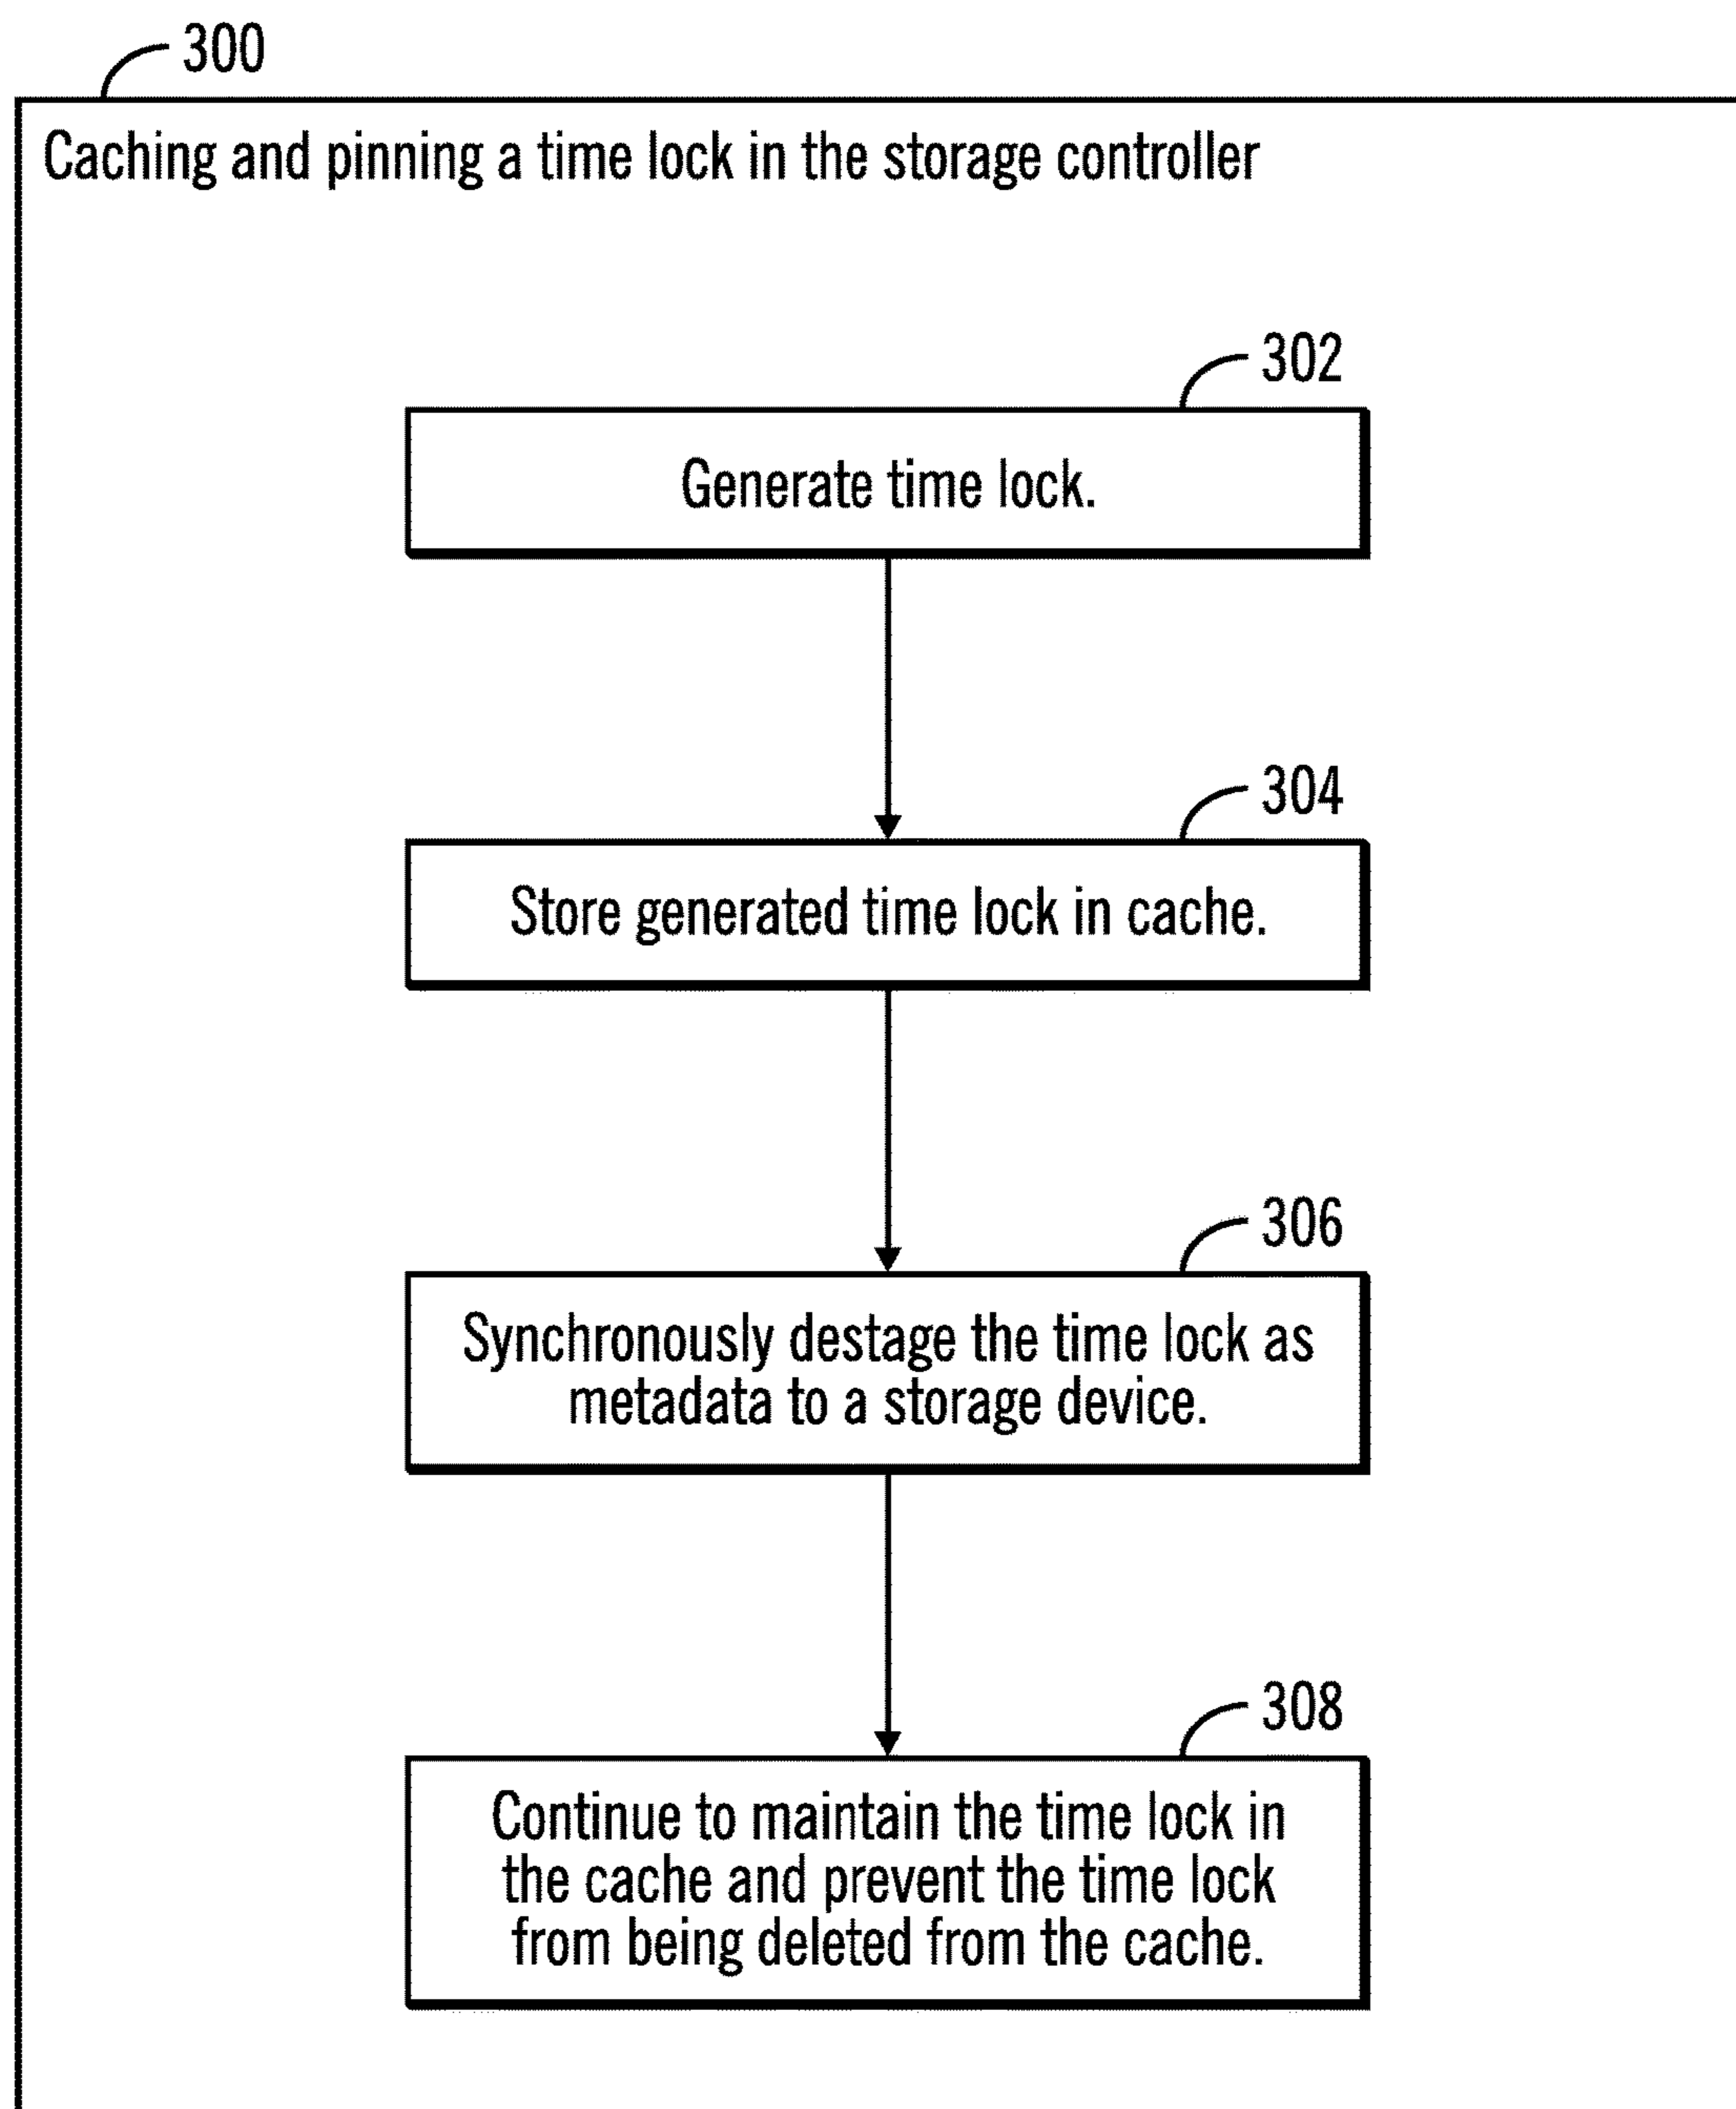 300
Caching and pinning a time lock in the storage controller
302
Generate time lock.
304
Store generated time lock in cache.
306
Synchronously destage the time lock as
metadata to a storage device.
308
Continue to maintain the time lock in
the cache and prevent the time lock
from being deleted from the cache.